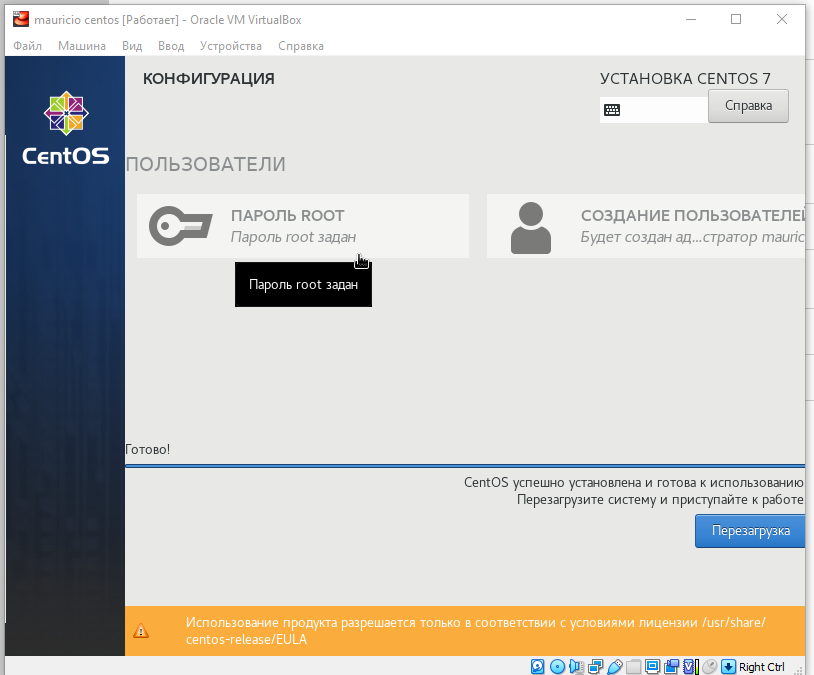 mauricio centos [Работает] - Oracle VM VirtualBox
Файл Машина Вид Ввод Устройства Справка
КОНФИГУРАЦИЯ
УСТАНОВКА CENTOS 7
Справка
CentOS
ПОЛЬЗОВАТЕЛИ
ПАРОЛЬ ROOT
Пароль root задан
СОЗДАНИЕ ПОЛЬЗОВАТЕЛЕЙ
Будет создан ад...стратор mauric
Пароль root задан
Готово!
CentOS успешно установлена и готова к использованию
Перезагрузите систему и приступайте к работе
Перезагрузка
Использование продукта разрешается только в соответствии с условиями лицензии /usr/share/
centos-release/EULA
Right Ctrl